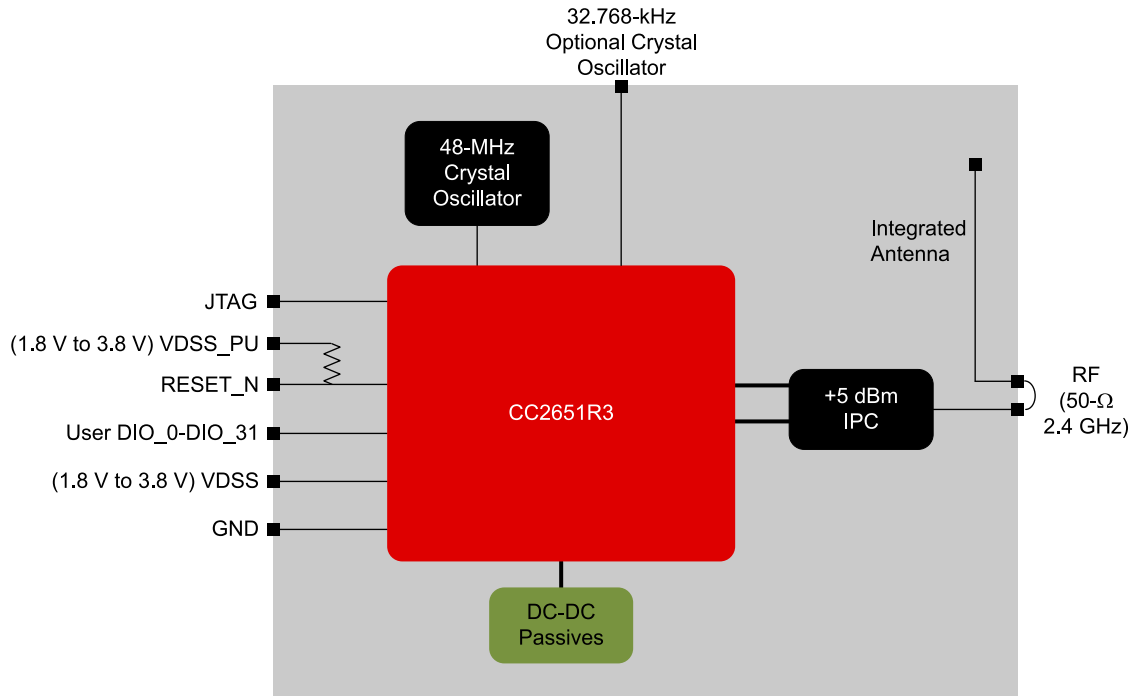 32.768-kHz
Optional Crystal
Oscillator
48-MHz
Crystal
Oscillator
Integrated
Antenna
JTAG
(1.8 V to 3.8 V) VDSS_PU
RESET_N
User DIO_0-DIO_31
(1.8 V to 3.8 V) VDSS
GND
CC2651R3
+5 dBm
IPC
RF
(50-Ω
2.4 GHz)
DC-DC
Passives